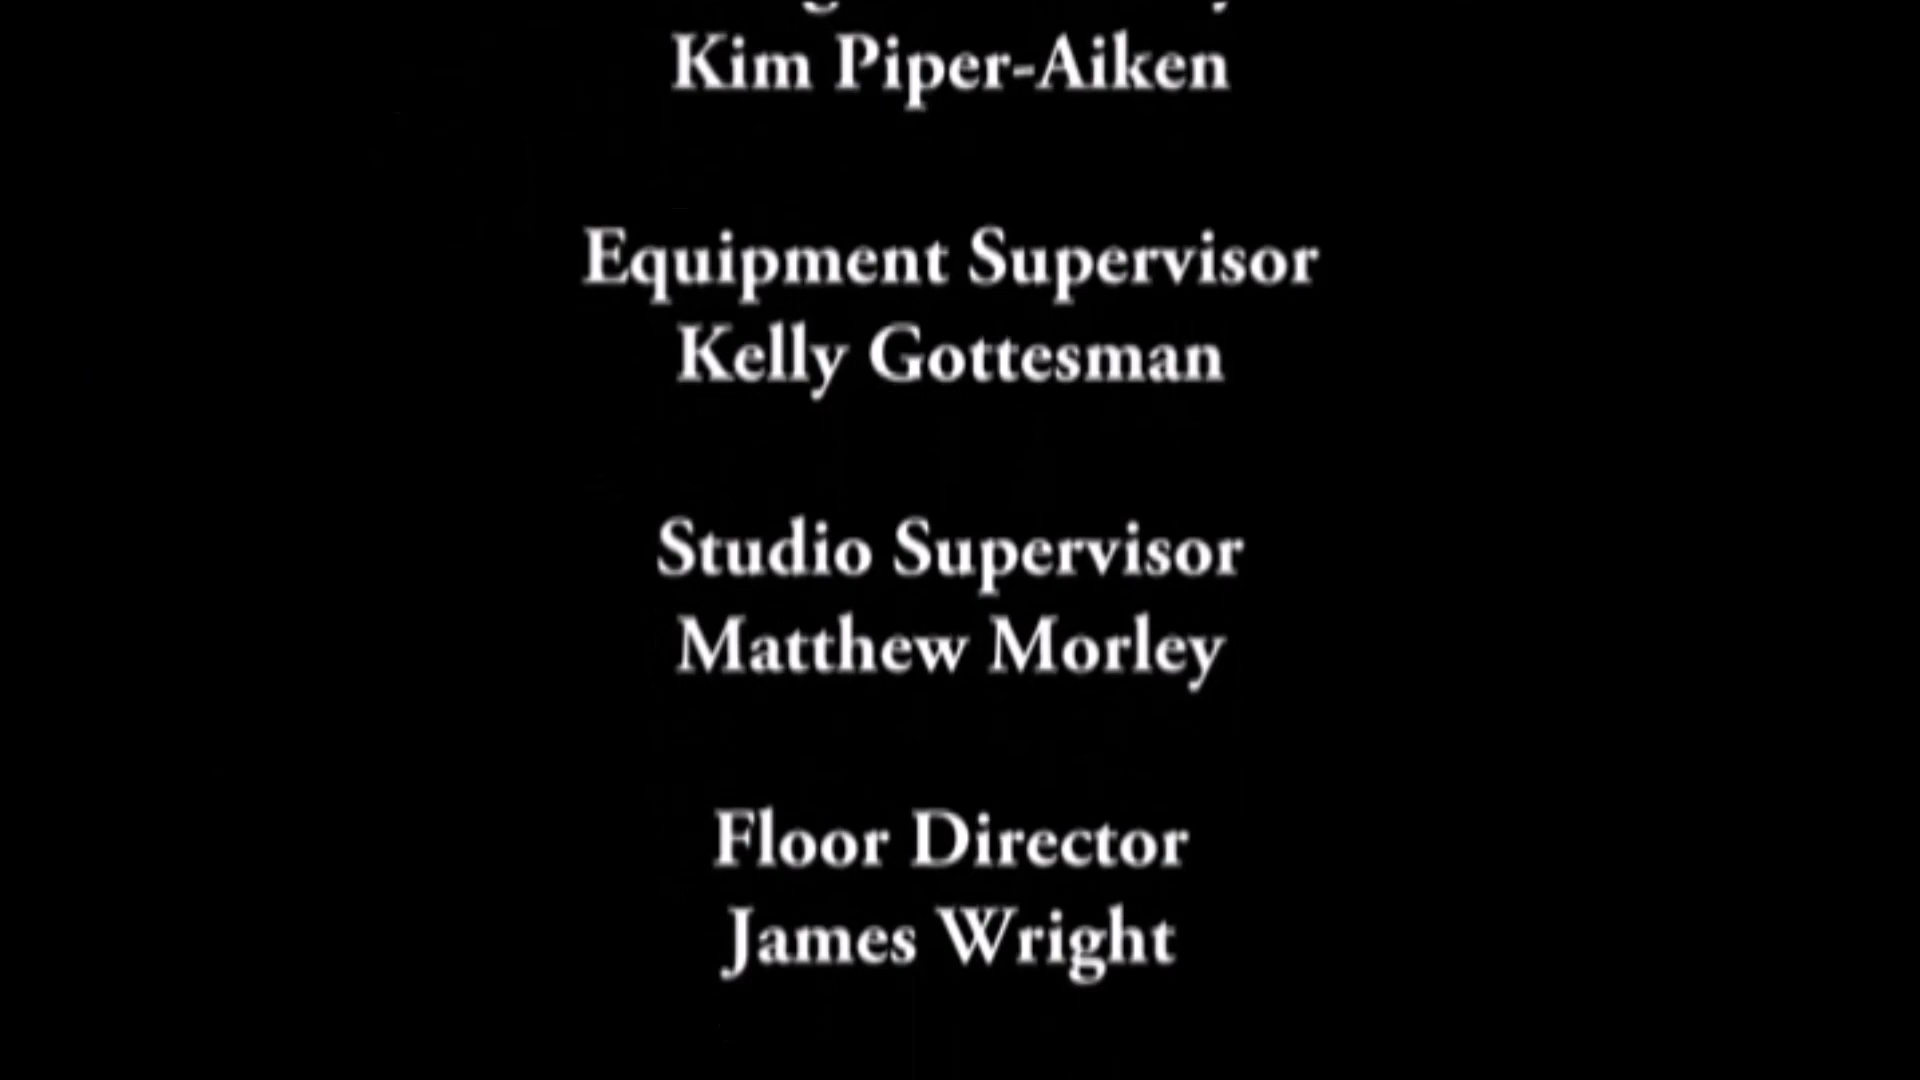 Kim Piper-Aiken
Equipment Supervisor
Kelly Gottesman
Studio Supervisor
Matthew Morley
Floor Director
James Wright